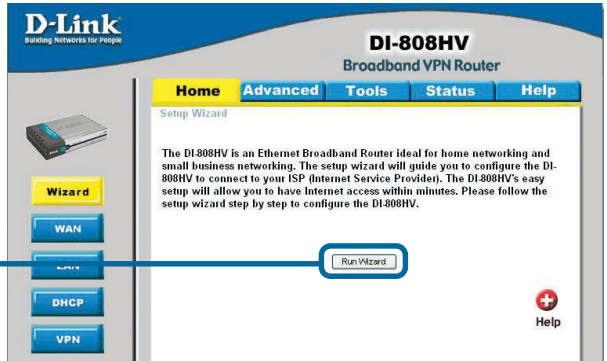 D-Link
Building Networks for People
DI-808HV
Broadband VPN Router
Home Advanced Tools Status Help
Setup Wizard
The DI-808HV is an Ethernet Broadband Router ideal for home networking and
small business networking. The setup wizard will guide you to configure the DI-
808HV to connect to your ISP (Internet Service Provider). The DI-808HV's easy
setup will allow you to have Internet access within minutes. Please follow the
setup wizard step by step to configure the DI-808HV.
Wizard
WAN
Run Wizard
DHCP
VPN
Help